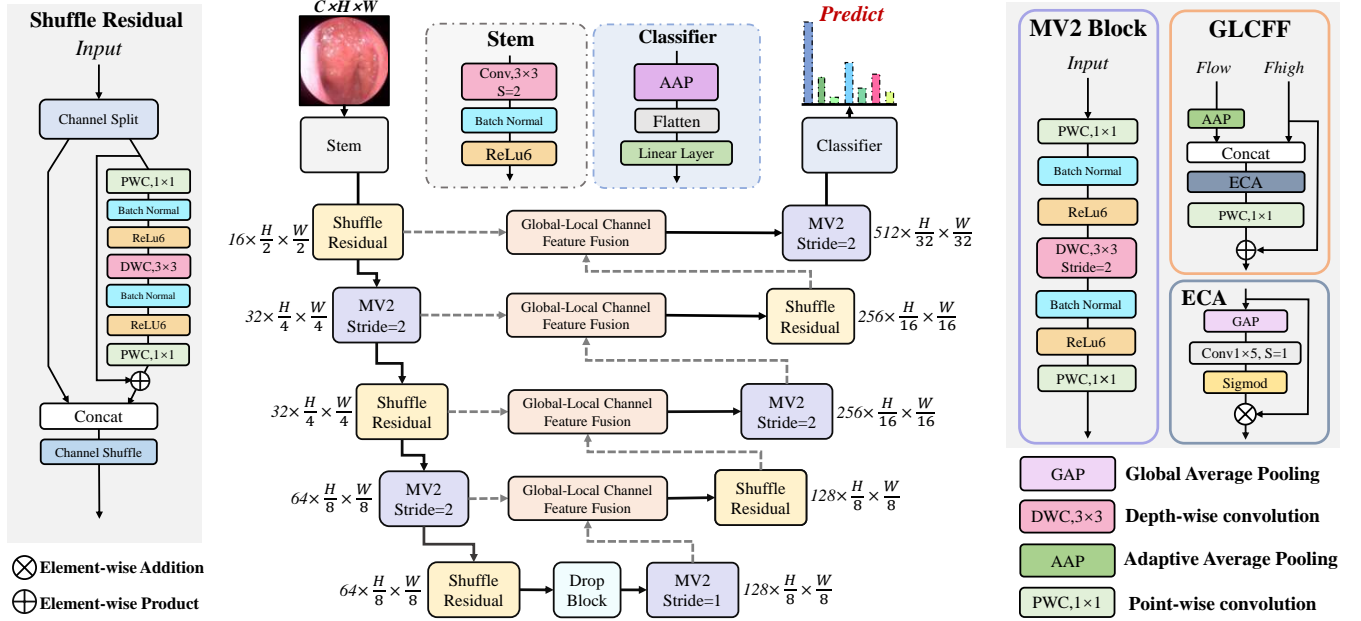 Shuffle Residual
Input
Channel Split
PWC,1×1
Batch Normal
ReLu6
DWC,3×3
Batch Normal
ReLU6
PWC,1×1
Concat
Channel Shuffle
Element-wise Addition
Element-wise Product
C×H×W
Stem
Stem
Conv,3×3
S=2
Batch Normal
ReLu6
Classifier
AAP
Flatten
Linear Layer
Predict
Classifier
16× H/2 × W/2
Shuffle
Residual
Global-Local Channel
Feature Fusion
MV2
Stride=2
512× H/32 × W/32
32× H/4 × W/4
MV2
Stride=2
Global-Local Channel
Feature Fusion
Shuffle
Residual
256× H/16 × W/16
32× H/4 × W/4
Shuffle
Residual
Global-Local Channel
Feature Fusion
MV2
Stride=2
256× H/16 × W/16
64× H/8 × W/8
MV2
Stride=2
Global-Local Channel
Feature Fusion
Shuffle
Residual
128× H/8 × W/8
64× H/8 × W/8
Shuffle
Residual
Drop
Block
MV2
Stride=1
128× H/8 × W/8
MV2 Block
Input
PWC,1×1
Batch Normal
ReLu6
DWC,3×3
Stride=2
Batch Normal
ReLu6
PWC,1×1
GLCFF
Flow
Fhigh
AAP
Concat
ECA
PWC,1×1
ECA
GAP
Conv1×5, S=1
Sigmod
GAP
Global Average Pooling
DWC,3×3
Depth-wise convolution
AAP
Adaptive Average Pooling
PWC,1×1
Point-wise convolution